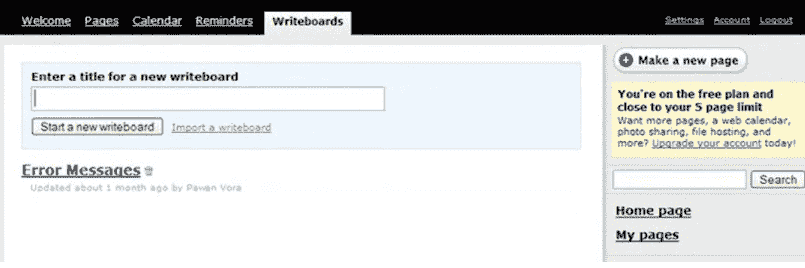 Welcome Pages Calendar Reminders Writeboards
Settings Account Logout
Enter a title for a new writeboard
Start a new writeboard Import a writeboard
Error Messages
Updated about 1 month ago by Pawan Vora
Make a new page
You're on the free plan and
close to your 5 page limit
Want more pages, a web calendar,
photo sharing, file hosting, and
more? Upgrade your account today!
Search
Home page
My pages